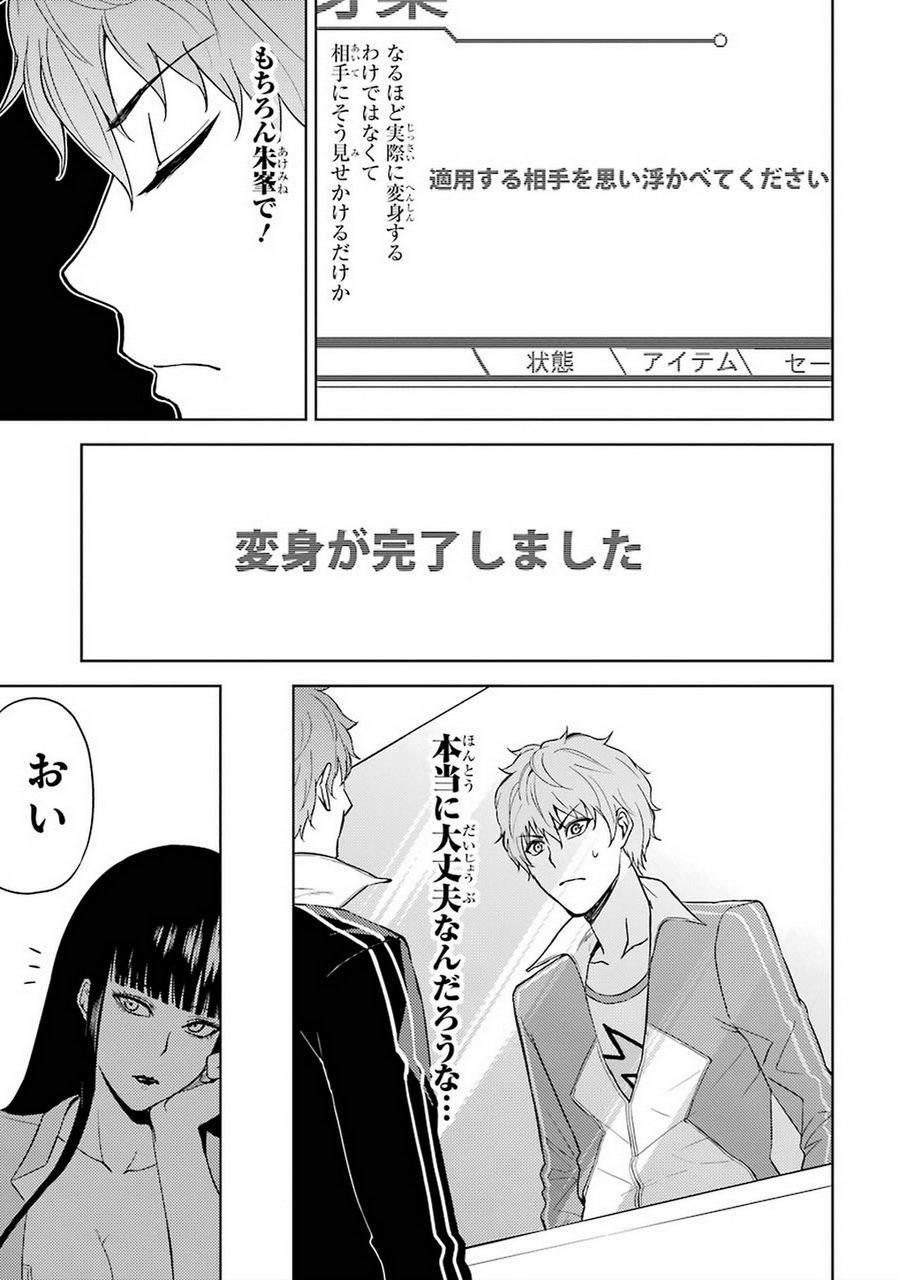 適用する相手を思い浮かべてください
なるほど実際に変身する
わけではなくて
相手にそう見せかけるだけか
状態
アイテム
セー
もちろん朱峯で!
変身が完了しました
本当に大丈夫なんだろうな…
おい